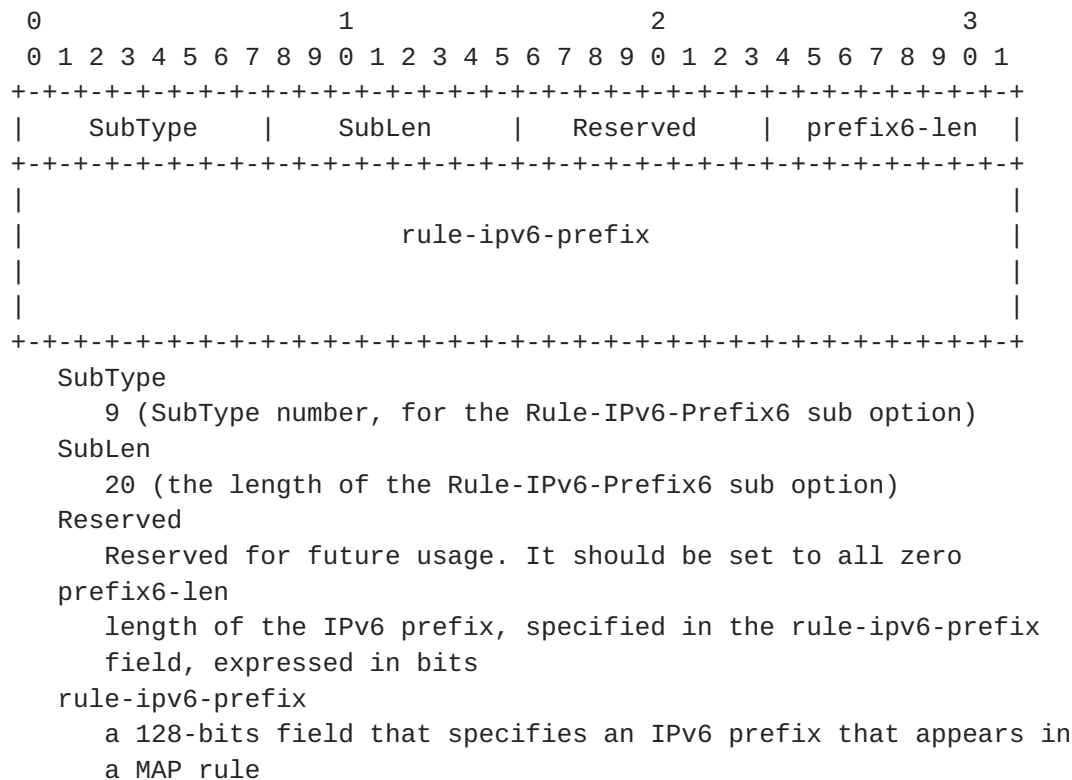 0                   1                   2                   3
 0 1 2 3 4 5 6 7 8 9 0 1 2 3 4 5 6 7 8 9 0 1 2 3 4 5 6 7 8 9 0 1
+-+-+-+-+-+-+-+-+-+-+-+-+-+-+-+-+-+-+-+-+-+-+-+-+-+-+-+-+-+-+-+-+
|    SubType    |    SubLen     |   Reserved    |  prefix6-len  |
+-+-+-+-+-+-+-+-+-+-+-+-+-+-+-+-+-+-+-+-+-+-+-+-+-+-+-+-+-+-+-+-+
|                                                               |
|                        rule-ipv6-prefix                       |
|                                                               |
|                                                               |
+-+-+-+-+-+-+-+-+-+-+-+-+-+-+-+-+-+-+-+-+-+-+-+-+-+-+-+-+-+-+-+-+
   SubType
      9 (SubType number, for the Rule-IPv6-Prefix6 sub option)
   SubLen
      20 (the length of the Rule-IPv6-Prefix6 sub option)
   Reserved
      Reserved for future usage. It should be set to all zero
   prefix6-len
      length of the IPv6 prefix, specified in the rule-ipv6-prefix
      field, expressed in bits
   rule-ipv6-prefix
      a 128-bits field that specifies an IPv6 prefix that appears in
      a MAP rule